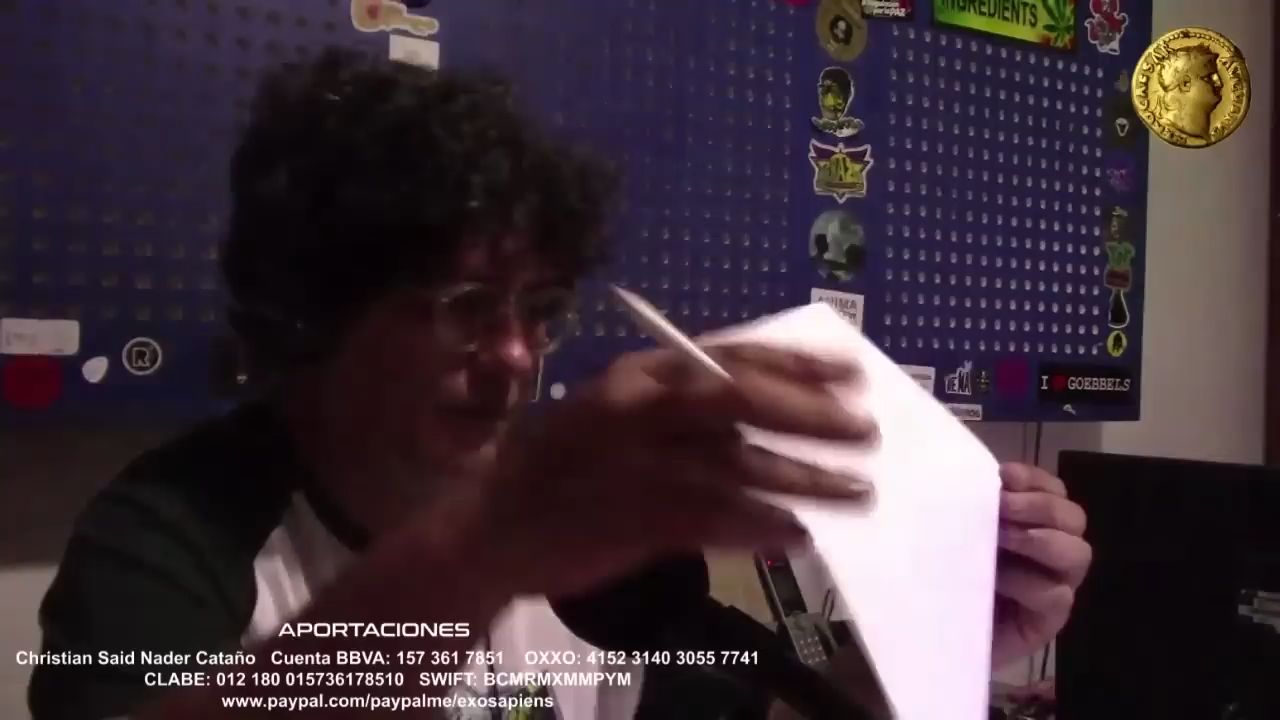 INGREDIENTS
ANIMA
R
I GOEBBELS
APORTACIONES
Christian Said Nader Cataño Cuenta BBVA: 157 361 7851 OXXO: 4152 3140 3055 7741
CLABE: 012 180 015736178510 SWIFT: BCMRMXMMPYM
www.paypal.com/paypalme/exosapiens